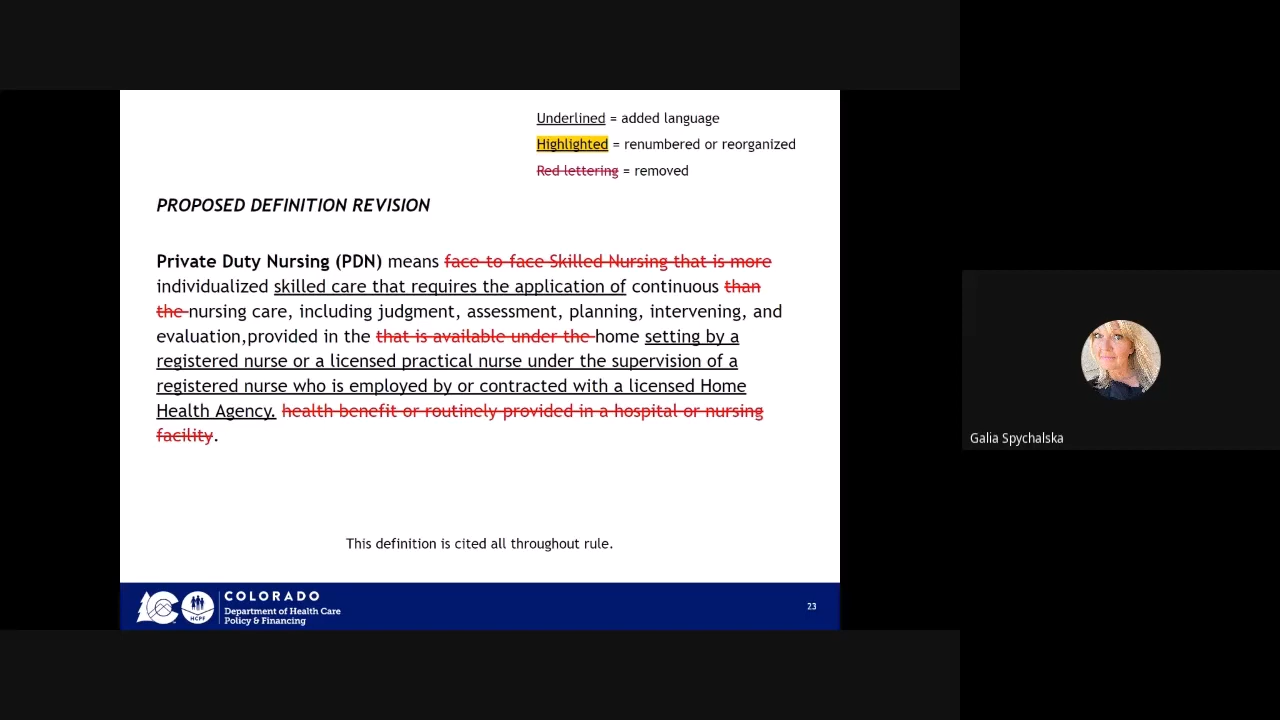 Underlined = added language
Highlighted = renumbered or reorganized
Red lettering = removed
PROPOSED DEFINITION REVISION
Private Duty Nursing (PDN) means face-to-face Skilled Nursing that is more
individualized skilled care that requires the application of continuous than
the nursing care, including judgment, assessment, planning, intervening, and
evaluation,provided in the that is available under the home setting by a
registered nurse or a licensed practical nurse under the supervision of a
registered nurse who is employed by or contracted with a licensed Home
Health Agency. health benefit or routinely provided in a hospital or nursing
facility.
This definition is cited all throughout rule.
HCPF
COLORADO
Department of Health Care
Policy & Financing
23
Galia Spychalska